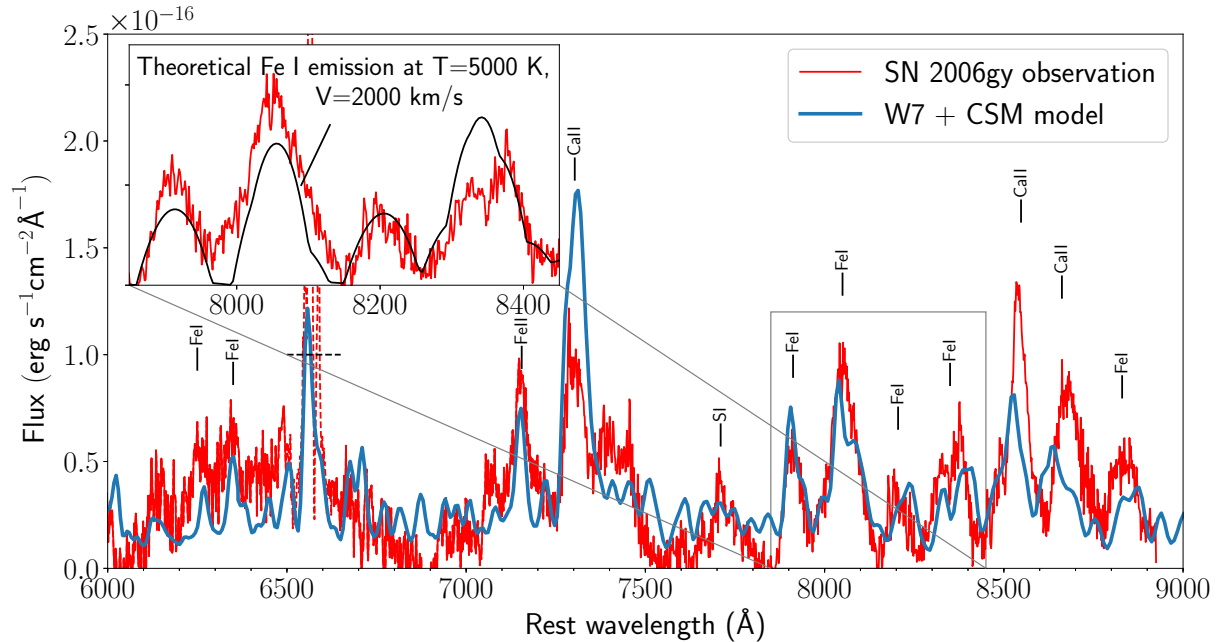 ×10⁻¹⁶
2.5
2.0
1.5
1.0
0.5
0.0
Flux (erg s⁻¹cm⁻²Å⁻¹)
Theoretical Fe I emission at T=5000 K,
V=2000 km/s
8000 8200 8400
SN 2006gy observation
W7 + CSM model
FeI
FeI
FeII
CaII
SI
FeI
FeI
FeI
FeI
CaII
CaII
FeI
6000 6500 7000 7500 8000 8500 9000
Rest wavelength (Å)